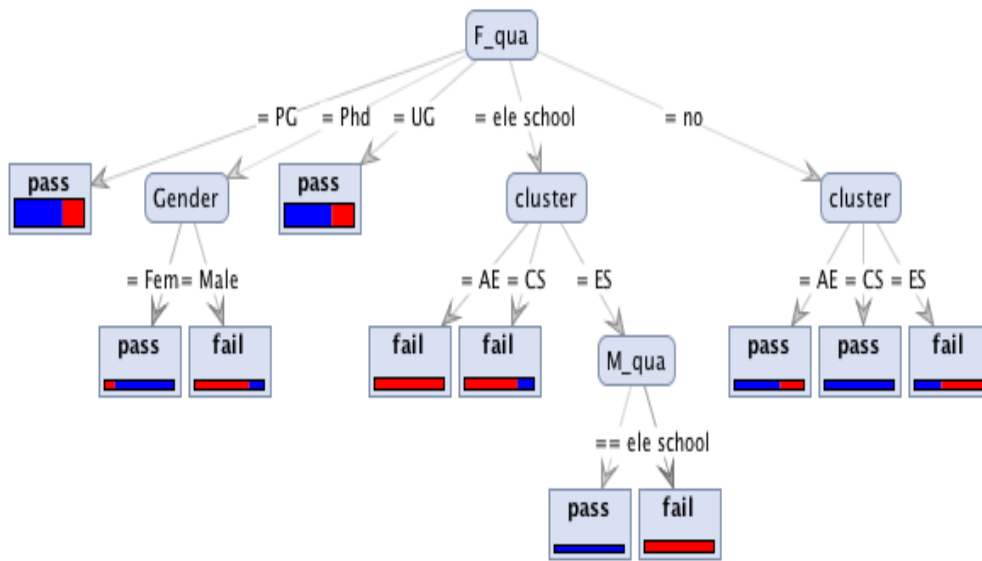 F_qua
= PG
= Phd
= UG
= ele school
= no
pass
Gender
pass
cluster
cluster
= Fem
= Male
= AE
= CS
= ES
= AE
= CS
= ES
pass
fail
fail
fail
M_qua
pass
pass
fail
== ele school
pass
fail